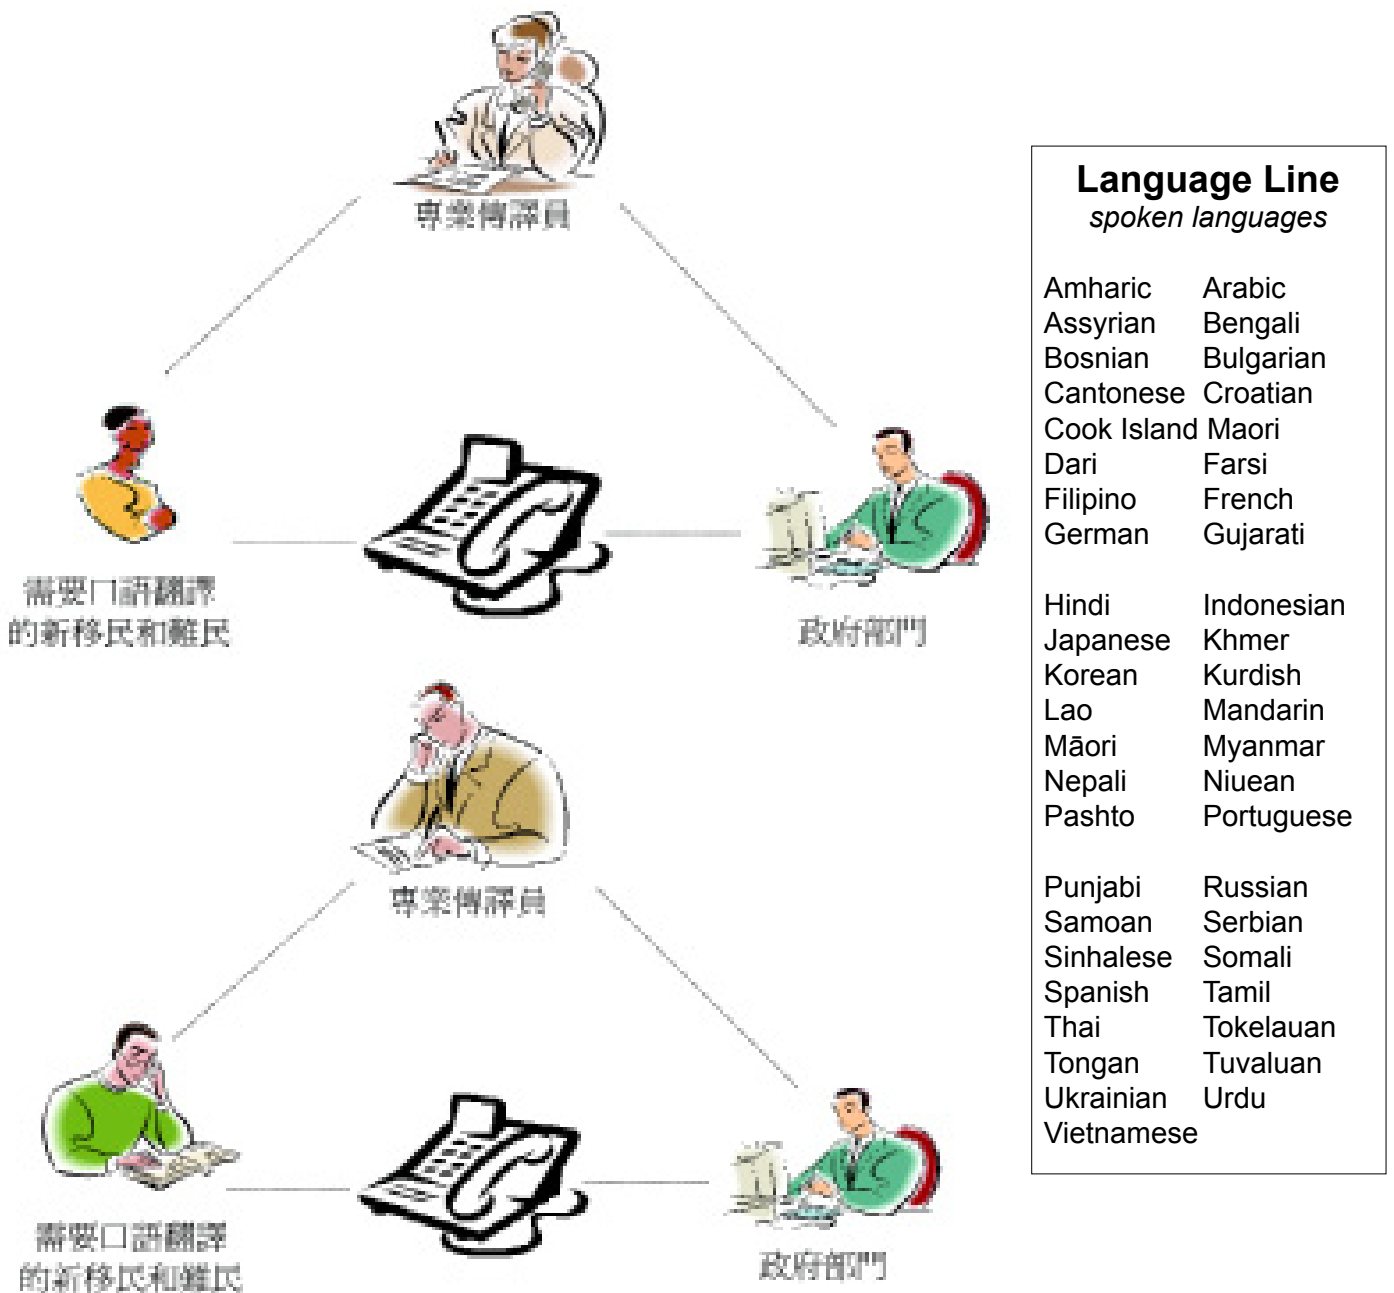 專業傳譯員
需要口語翻譯
的新移民和難民
政府部門
專業傳譯員
需要口語翻譯
的新移民和難民
政府部門
Language Line
spoken languages
Amharic Arabic
Assyrian Bengali
Bosnian Bulgarian
Cantonese Croatian
Cook Island Maori
Dari Farsi
Filipino French
German Gujarati
Hindi Indonesian
Japanese Khmer
Korean Kurdish
Lao Mandarin
Māori Myanmar
Nepali Niuean
Pashto Portuguese
Punjabi Russian
Samoan Serbian
Sinhalese Somali
Spanish Tamil
Thai Tokelauan
Tongan Tuvaluan
Ukrainian Urdu
Vietnamese